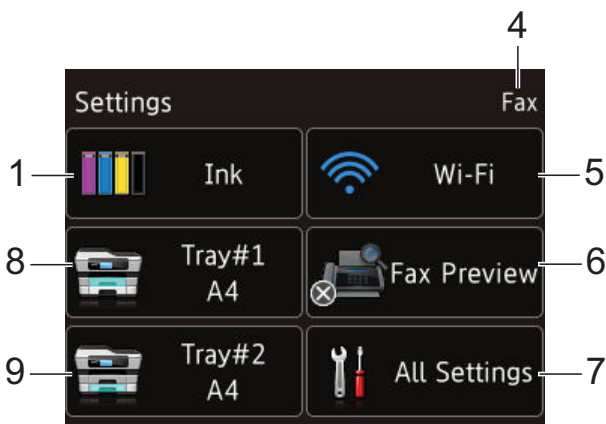 4
Settings Fax
1 Ink Wi-Fi 5
8 Tray#1 A4 Fax Preview 6
9 Tray#2 A4 All Settings 7